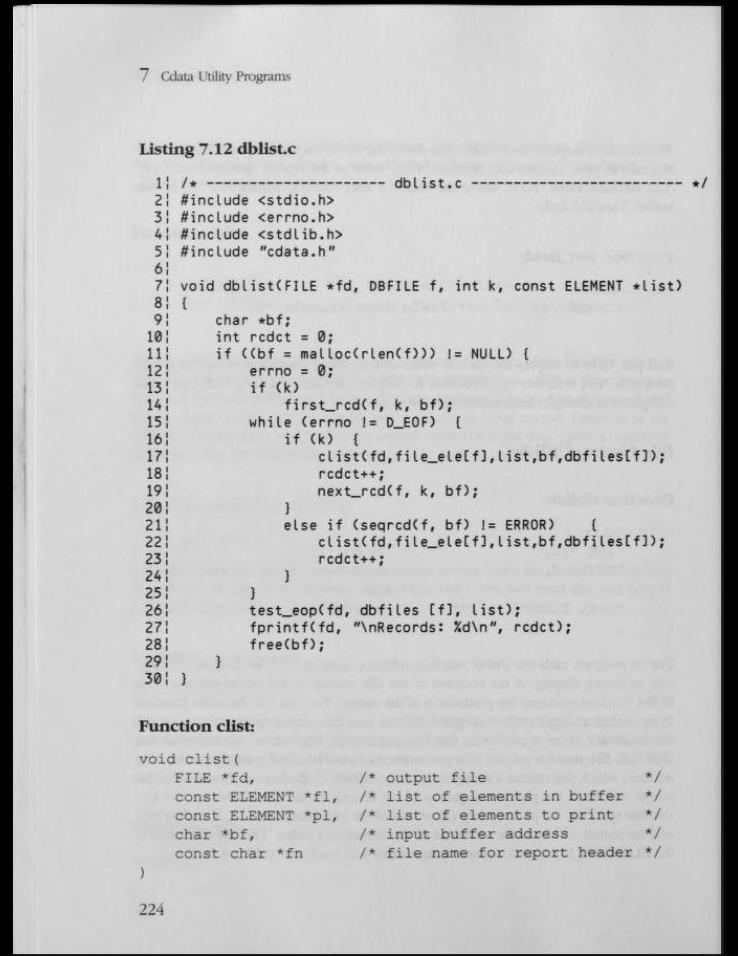 7 Cdata Utility Programs
Listing 7.12 dblist.c
1¦ /* --------------------- dblist.c ------------------------- */
2¦ #include <stdio.h>
3¦ #include <errno.h>
4¦ #include <stdlib.h>
5¦ #include "cdata.h"
6¦
7¦ void dblist(FILE *fd, DBFILE f, int k, const ELEMENT *list)
8¦ {
9¦     char *bf;
10¦     int rcdct = 0;
11¦     if ((bf = malloc(rlen(f))) != NULL) {
12¦         errno = 0;
13¦         if (k)
14¦             first_rcd(f, k, bf);
15¦         while (errno != D_EOF)  {
16¦             if (k)  {
17¦                 clist(fd,file_ele[f],list,bf,dbfiles[f]);
18¦                 rcdct++;
19¦                 next_rcd(f, k, bf);
20¦             }
21¦             else if (seqrcd(f, bf) != ERROR)    {
22¦                 clist(fd,file_ele[f],list,bf,dbfiles[f]);
23¦                 rcdct++;
24¦             }
25¦         }
26¦         test_eop(fd, dbfiles [f], list);
27¦         fprintf(fd, "\nRecords: %d\n", rcdct);
28¦         free(bf);
29¦     }
30¦ }
Function clist:
void clist(
    FILE *fd,            /* output file                  */
    const ELEMENT *fl,   /* list of elements in buffer   */
    const ELEMENT *pl,   /* list of elements to print    */
    char *bf,            /* input buffer address         */
    const char *fn       /* file name for report header  */
)
224